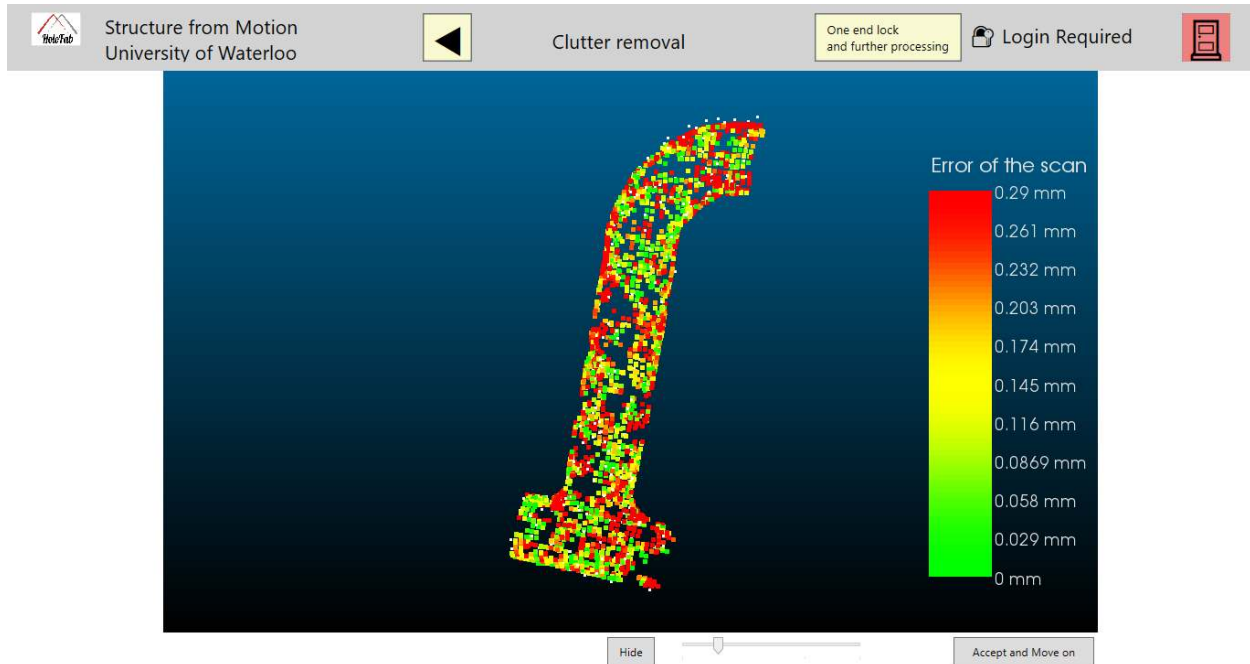 HoloFab
Structure from Motion
University of Waterloo
Clutter removal
One end lock
and further processing
Login Required
Error of the scan
0.29 mm
0.261 mm
0.232 mm
0.203 mm
0.174 mm
0.145 mm
0.116 mm
0.0869 mm
0.058 mm
0.029 mm
0 mm
Hide
Accept and Move on